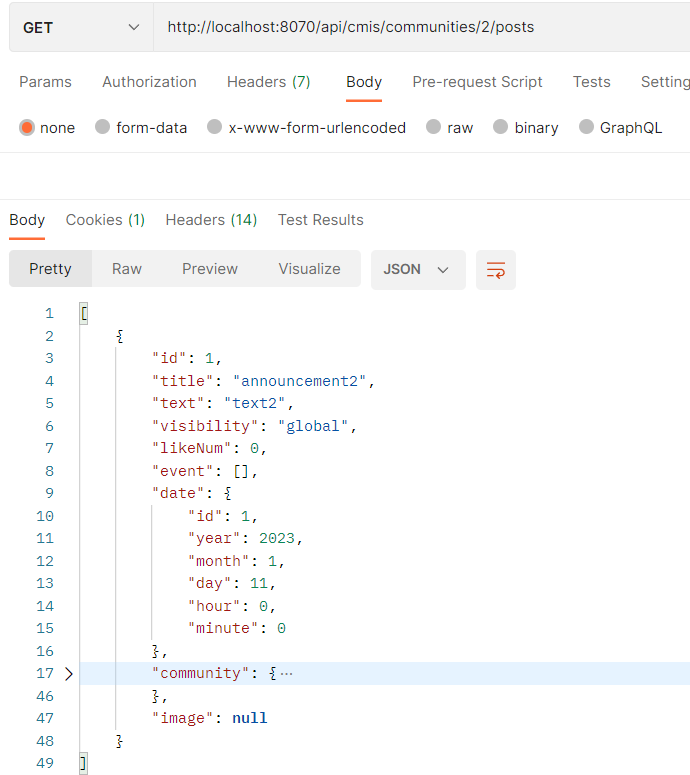 GET http://localhost:8070/api/cmis/communities/2/posts
Params Authorization Headers (7) Body Pre-request Script Tests Setting
none form-data x-www-form-urlencoded raw binary GraphQL
Body Cookies (1) Headers (14) Test Results
Pretty Raw Preview Visualize JSON
1 [
2 {
3 "id": 1,
4 "title": "announcement2",
5 "text": "text2",
6 "visibility": "global",
7 "likeNum": 0,
8 "event": [],
9 "date": {
10 "id": 1,
11 "year": 2023,
12 "month": 1,
13 "day": 11,
14 "hour": 0,
15 "minute": 0
16 },
17 "community": { ⋯
46 },
47 "image": null
48 }
49 ]